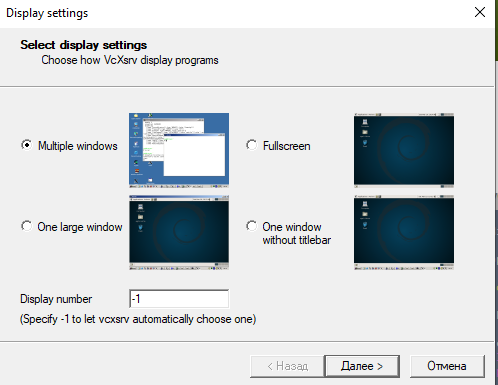 Display settings
Select display settings
Choose how VcXsrv display programs
Multiple windows
Fullscreen
One large window
One window
without titlebar
Display number
-1
(Specify -1 to let vcxsrv automatically choose one)
< Назад
Далее >
Отмена